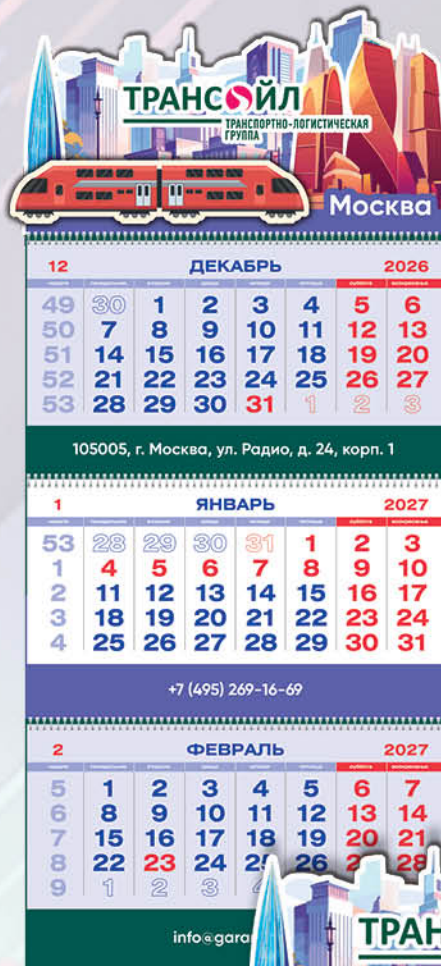 ТРАНСОЙЛ
ТРАНСПОРТНО-ЛОГИСТИЧЕСКАЯ
ГРУППА
Москва
12 ДЕКАБРЬ 2026
49 30 1 2 3 4 5 6
50 7 8 9 10 11 12 13
51 14 15 16 17 18 19 20
52 21 22 23 24 25 26 27
53 28 29 30 31 1 2 3
105005, г. Москва, ул. Радио, д. 24, корп. 1
1 ЯНВАРЬ 2027
53 28 29 30 31 1 2 3
1 4 5 6 7 8 9 10
2 11 12 13 14 15 16 17
3 18 19 20 21 22 23 24
4 25 26 27 28 29 30 31
+7 (495) 269-16-69
2 ФЕВРАЛЬ 2027
5 1 2 3 4 5 6 7
6 8 9 10 11 12 13 14
7 15 16 17 18 19 20 21
8 22 23 24 26 28
9 1 2 3
info@gara
ТРАН